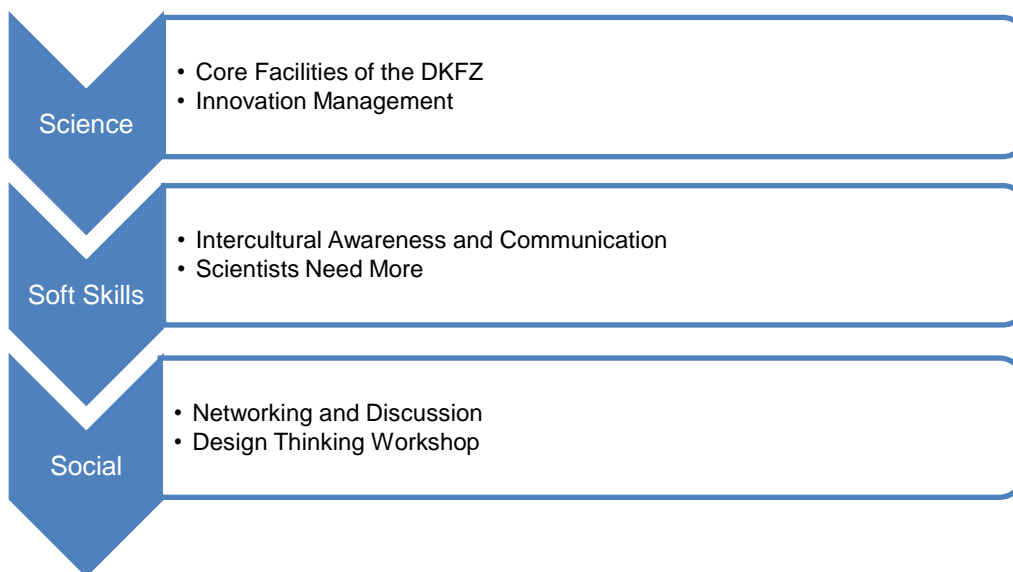 Science
• Core Facilities of the DKFZ
• Innovation Management
Soft Skills
• Intercultural Awareness and Communication
• Scientists Need More
Social
• Networking and Discussion
• Design Thinking Workshop